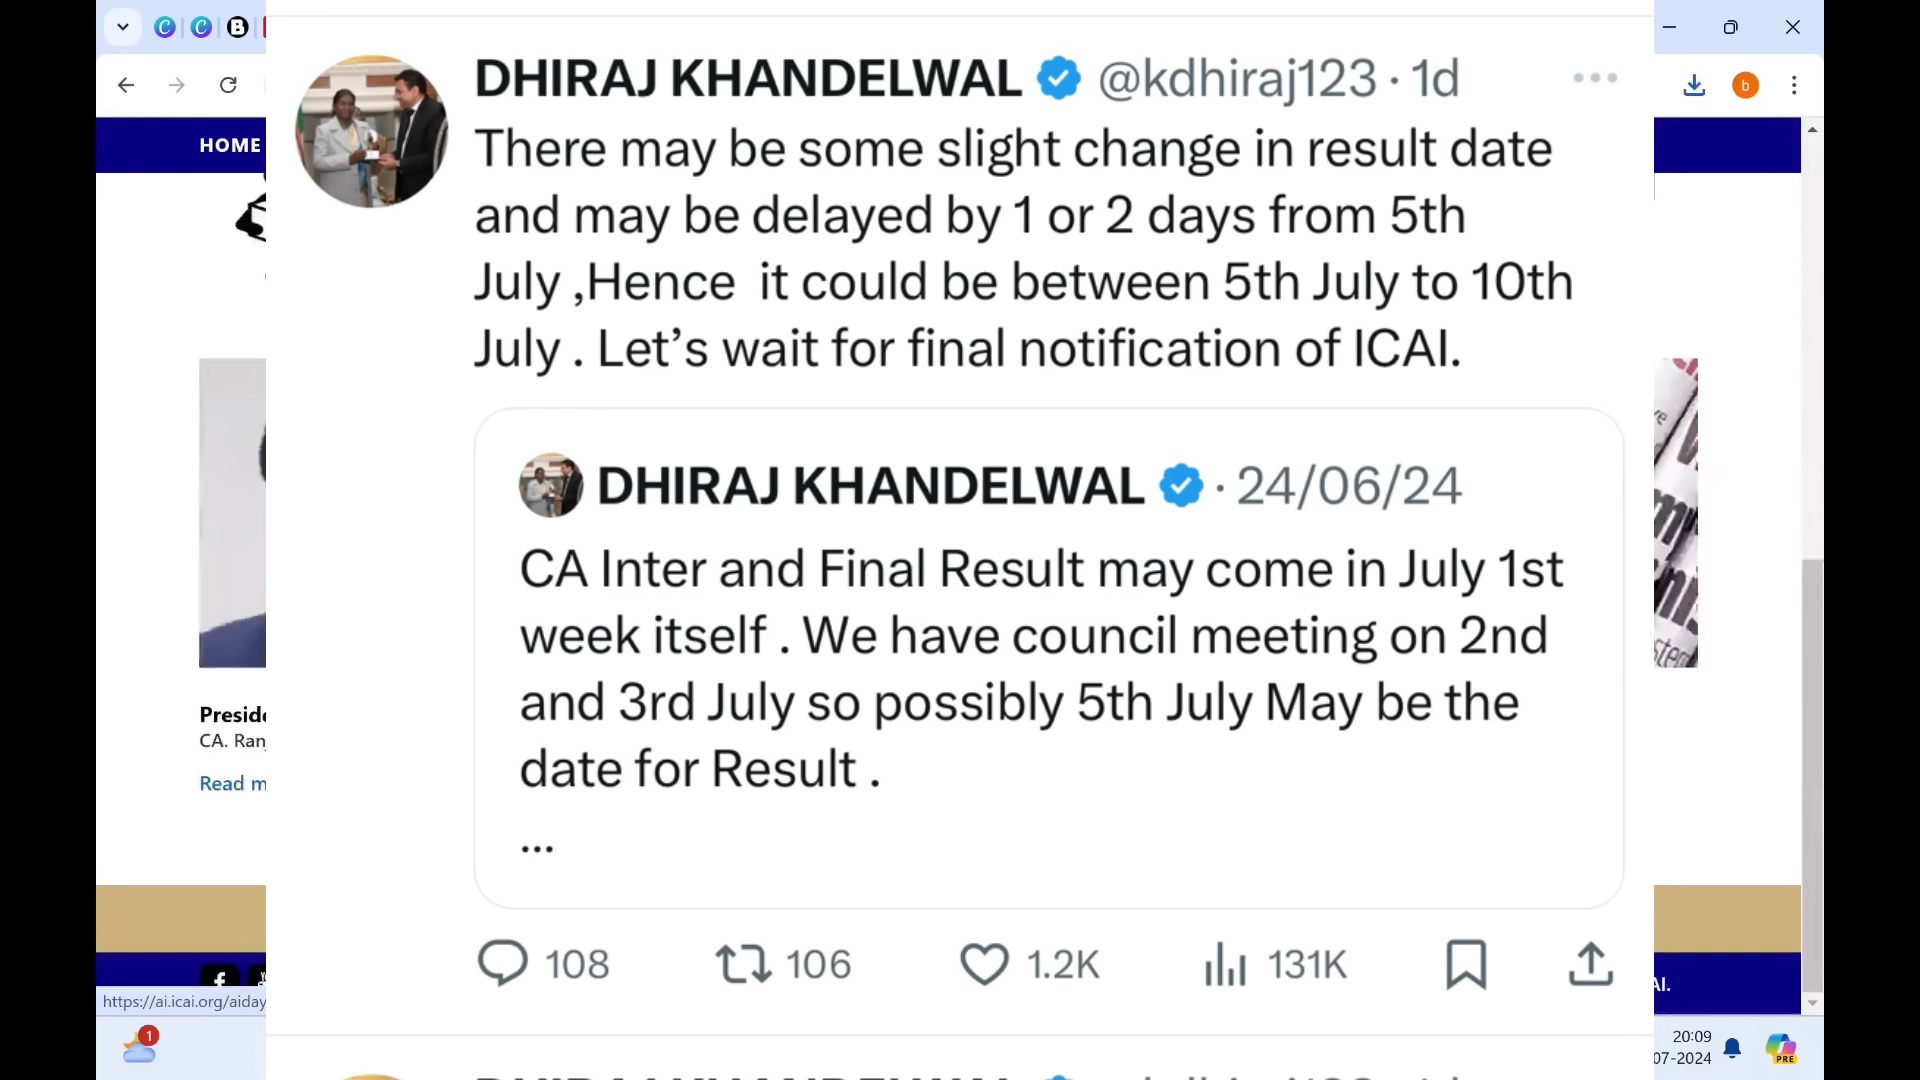 HOME
DHIRAJ KHANDELWAL @kdhiraj123 · 1d
There may be some slight change in result date
and may be delayed by 1 or 2 days from 5th
July ,Hence it could be between 5th July to 10th
July . Let's wait for final notification of ICAI.
DHIRAJ KHANDELWAL · 24/06/24
CA Inter and Final Result may come in July 1st
week itself . We have council meeting on 2nd
and 3rd July so possibly 5th July May be the
date for Result .
...
108 106 1.2K 131K
CA.
Read
https://ai.icai.org/aiday
1
20:09
07-2024
PRE
b
B